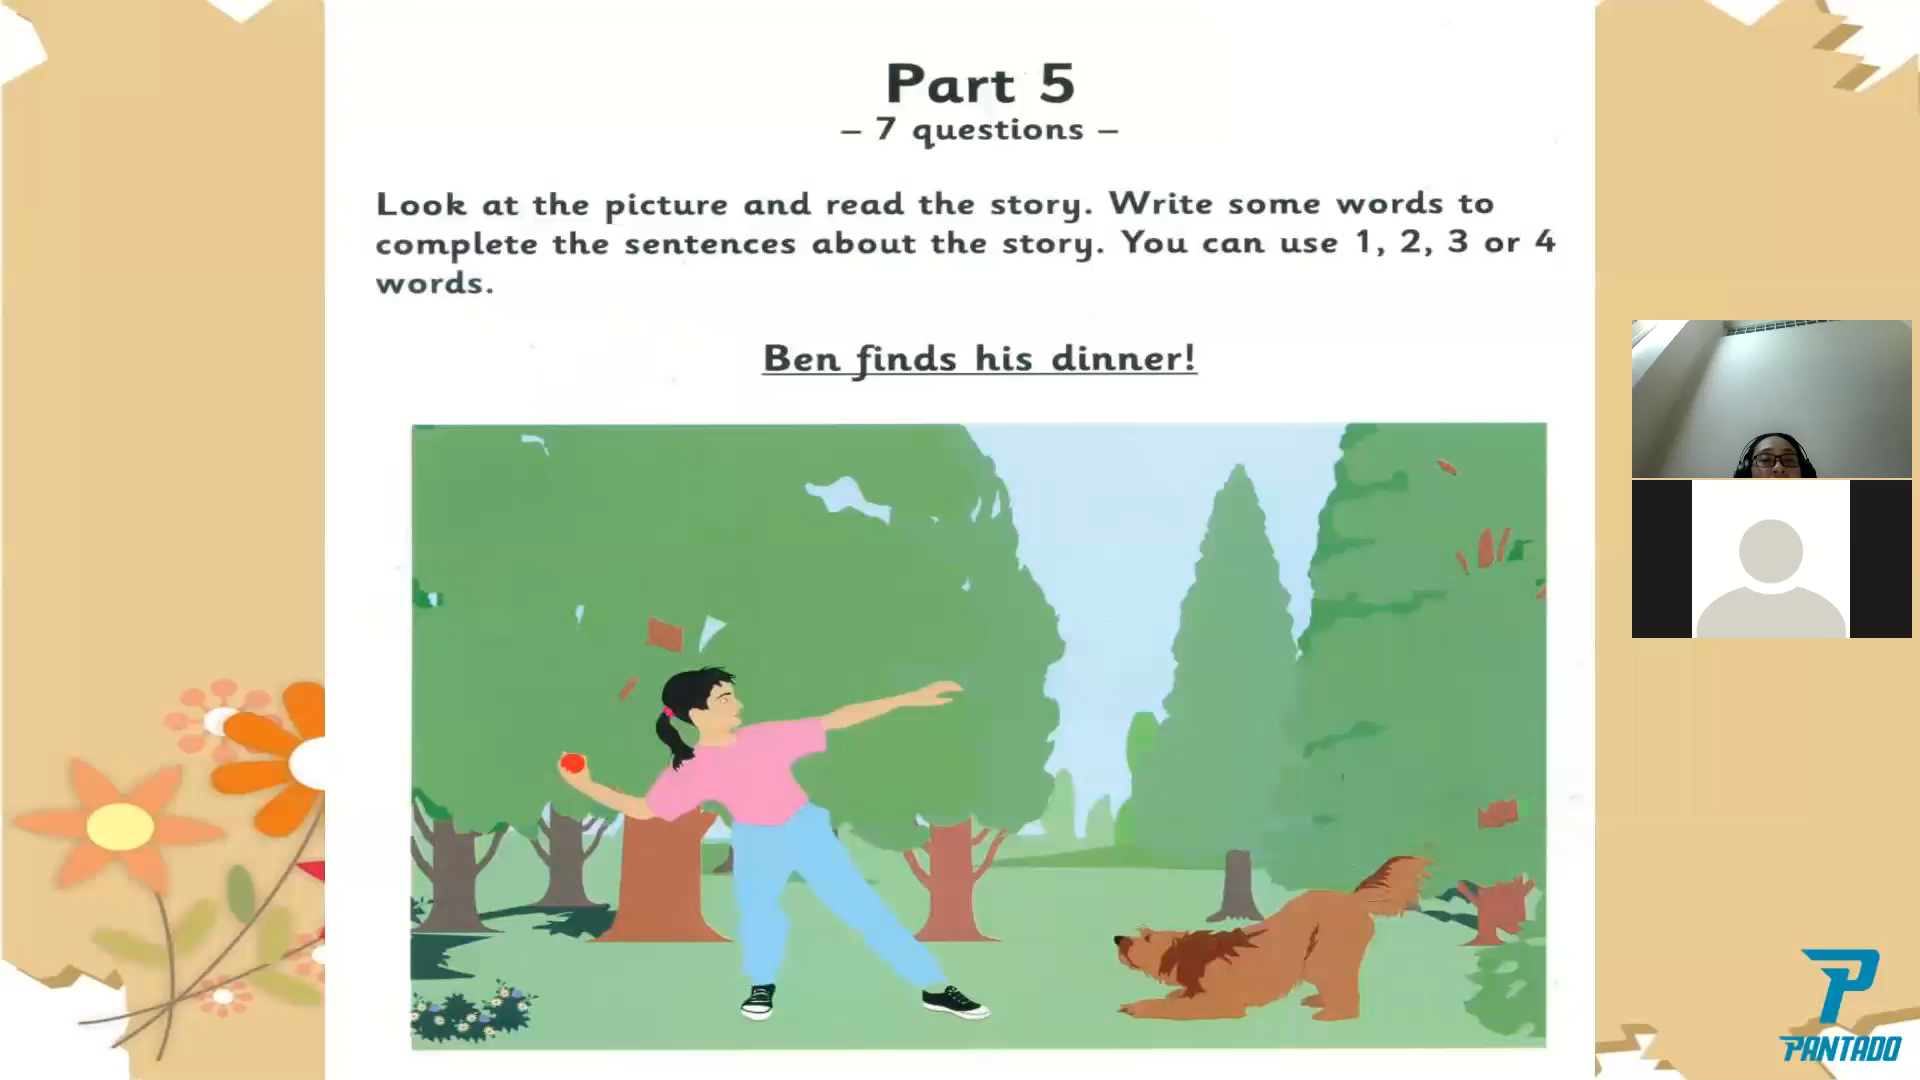 Part 5
– 7 questions –
Look at the picture and read the story. Write some words to
complete the sentences about the story. You can use 1, 2, 3 or 4
words.
Ben finds his dinner!
PANTADO